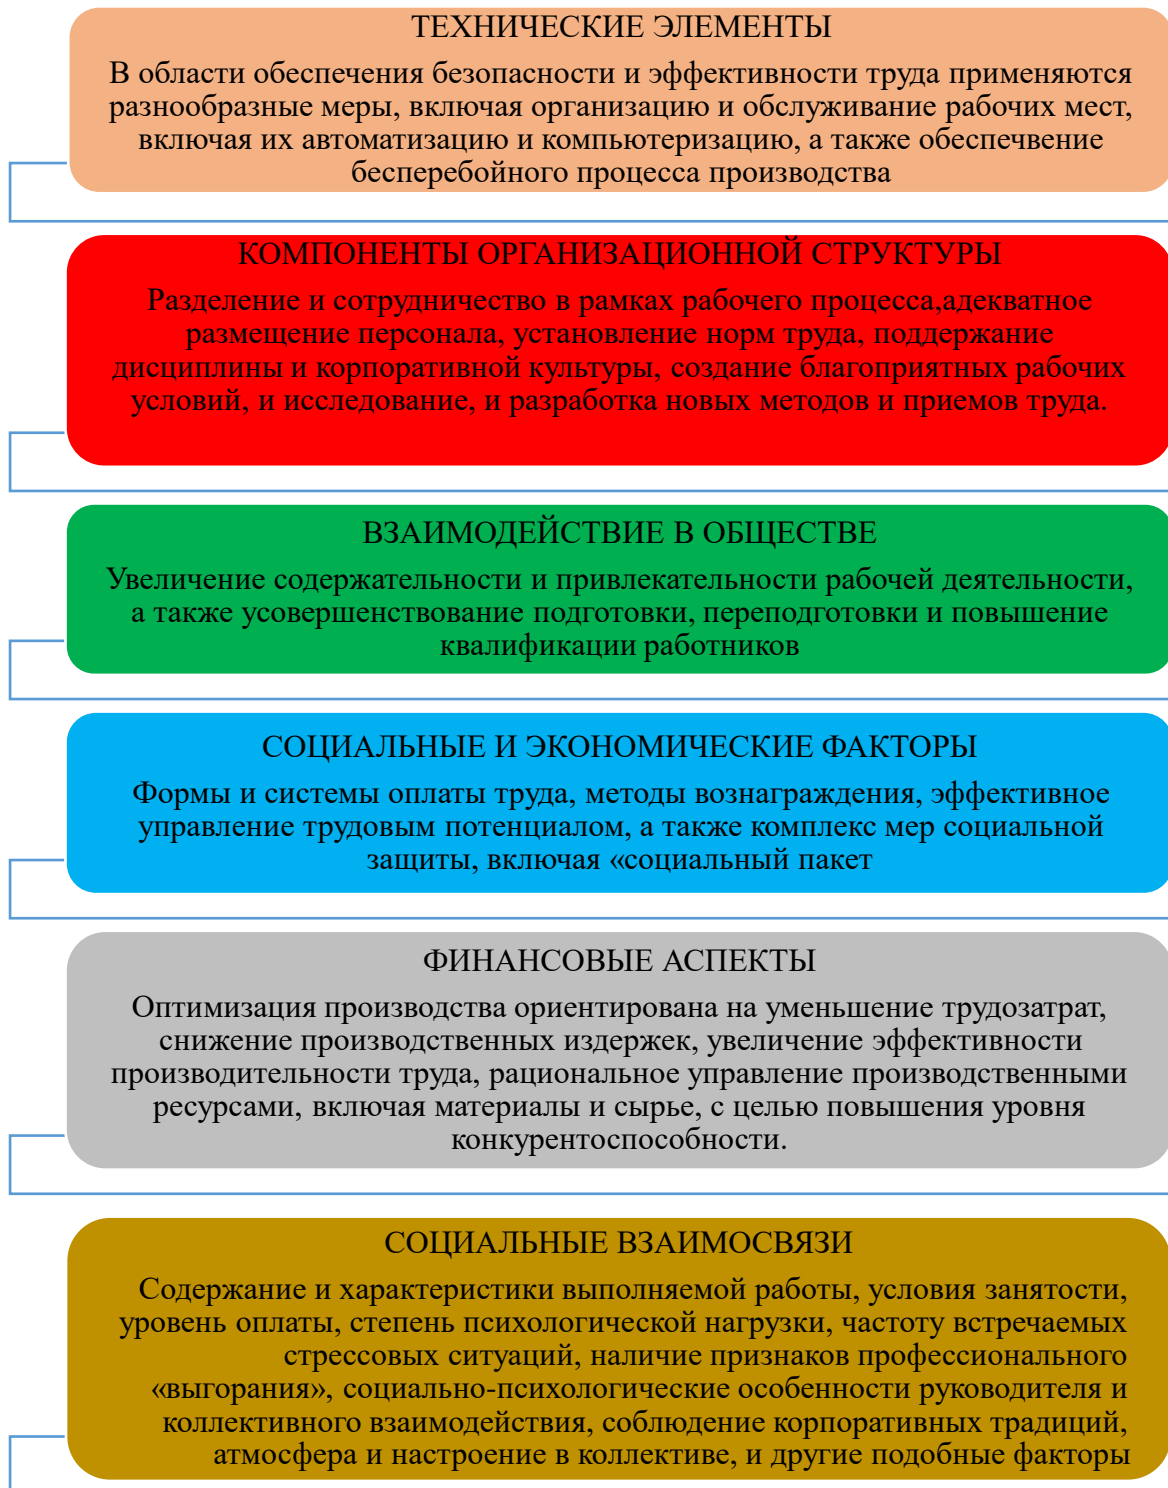 ТЕХНИЧЕСКИЕ ЭЛЕМЕНТЫ
В области обеспечения безопасности и эффективности труда применяются
разнообразные меры, включая организацию и обслуживание рабочих мест,
включая их автоматизацию и компьютеризацию, а также обеспечвение
бесперебойного процесса производства
КОМПОНЕНТЫ ОРГАНИЗАЦИОННОЙ СТРУКТУРЫ
Разделение и сотрудничество в рамках рабочего процесса,адекватное
размещение персонала, установление норм труда, поддержание
дисциплины и корпоративной культуры, создание благоприятных рабочих
условий, и исследование, и разработка новых методов и приемов труда.
ВЗАИМОДЕЙСТВИЕ В ОБЩЕСТВЕ
Увеличение содержательности и привлекательности рабочей деятельности,
а также усовершенствование подготовки, переподготовки и повышение
квалификации работников
СОЦИАЛЬНЫЕ И ЭКОНОМИЧЕСКИЕ ФАКТОРЫ
Формы и системы оплаты труда, методы вознаграждения, эффективное
управление трудовым потенциалом, а также комплекс мер социальной
защиты, включая «социальный пакет
ФИНАНСОВЫЕ АСПЕКТЫ
Оптимизация производства ориентирована на уменьшение трудозатрат,
снижение производственных издержек, увеличение эффективности
производительности труда, рациональное управление производственными
ресурсами, включая материалы и сырье, с целью повышения уровня
конкурентоспособности.
СОЦИАЛЬНЫЕ ВЗАИМОСВЯЗИ
Содержание и характеристики выполняемой работы, условия занятости,
уровень оплаты, степень психологической нагрузки, частоту встречаемых
стрессовых ситуаций, наличие признаков профессионального
«выгорания», социально-психологические особенности руководителя и
коллективного взаимодействия, соблюдение корпоративных традиций,
атмосфера и настроение в коллективе, и другие подобные факторы